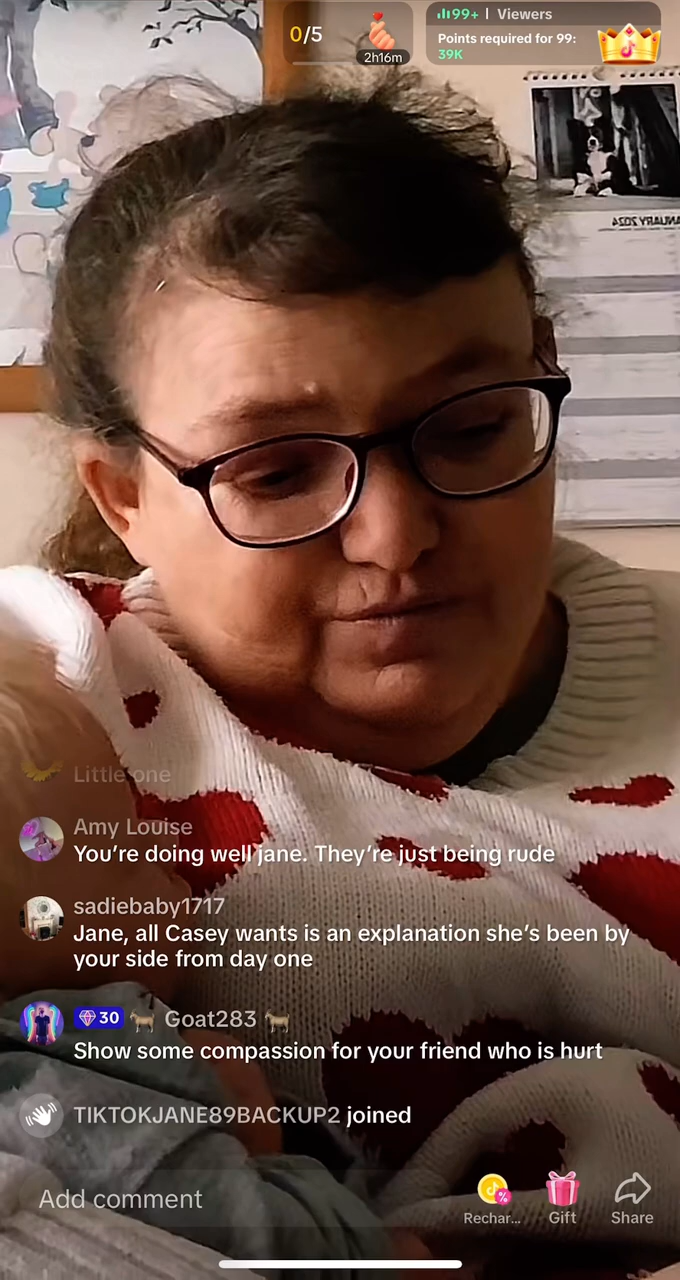 0/5
2h16m
99+ | Viewers
Points required for 99:
39K
JANUARY 2024
Little one
Amy Louise
You're doing well jane. They're just being rude
sadiebaby1717
Jane, all Casey wants is an explanation she's been by
your side from day one
30 🐐 Goat283 🐐
Show some compassion for your friend who is hurt
TIKTOKJANE89BACKUP2 joined
Add comment
Rechar...
Gift
Share